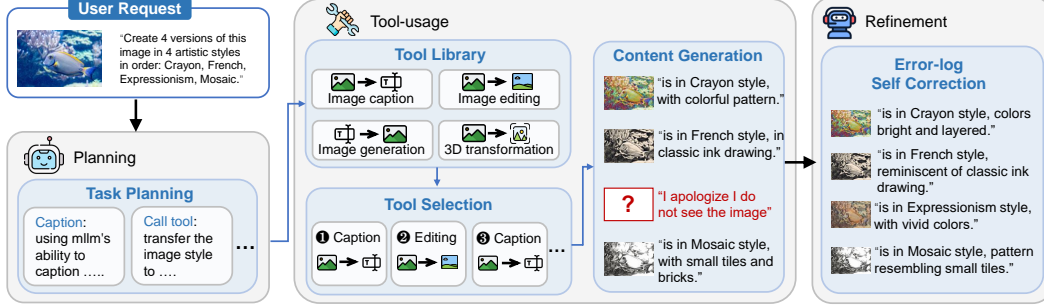 User Request
“Create 4 versions of this
image in 4 artistic styles
in order: Crayon, French,
Expressionism, Mosaic.”
Planning
Task Planning
Caption:
using mllm's
ability to
caption …..
Call tool:
transfer the
image style
to ….
...
Tool-usage
Tool Library
Image caption
Image editing
Image generation
3D transformation
Tool Selection
❶ Caption
❷ Editing
❸ Caption
...
Content Generation
“is in Crayon style,
with colorful pattern.”
“is in French style, in
classic ink drawing.”
?
“I apologize I do
not see the image”
“is in Mosaic style,
with small tiles and
bricks.”
Refinement
Error-log
Self Correction
“is in Crayon style, colors
bright and layered.”
“is in French style,
reminiscent of classic ink
drawing.”
“is in Expressionism style,
with vivid colors.”
“is in Mosaic style, pattern
resembling small tiles.”